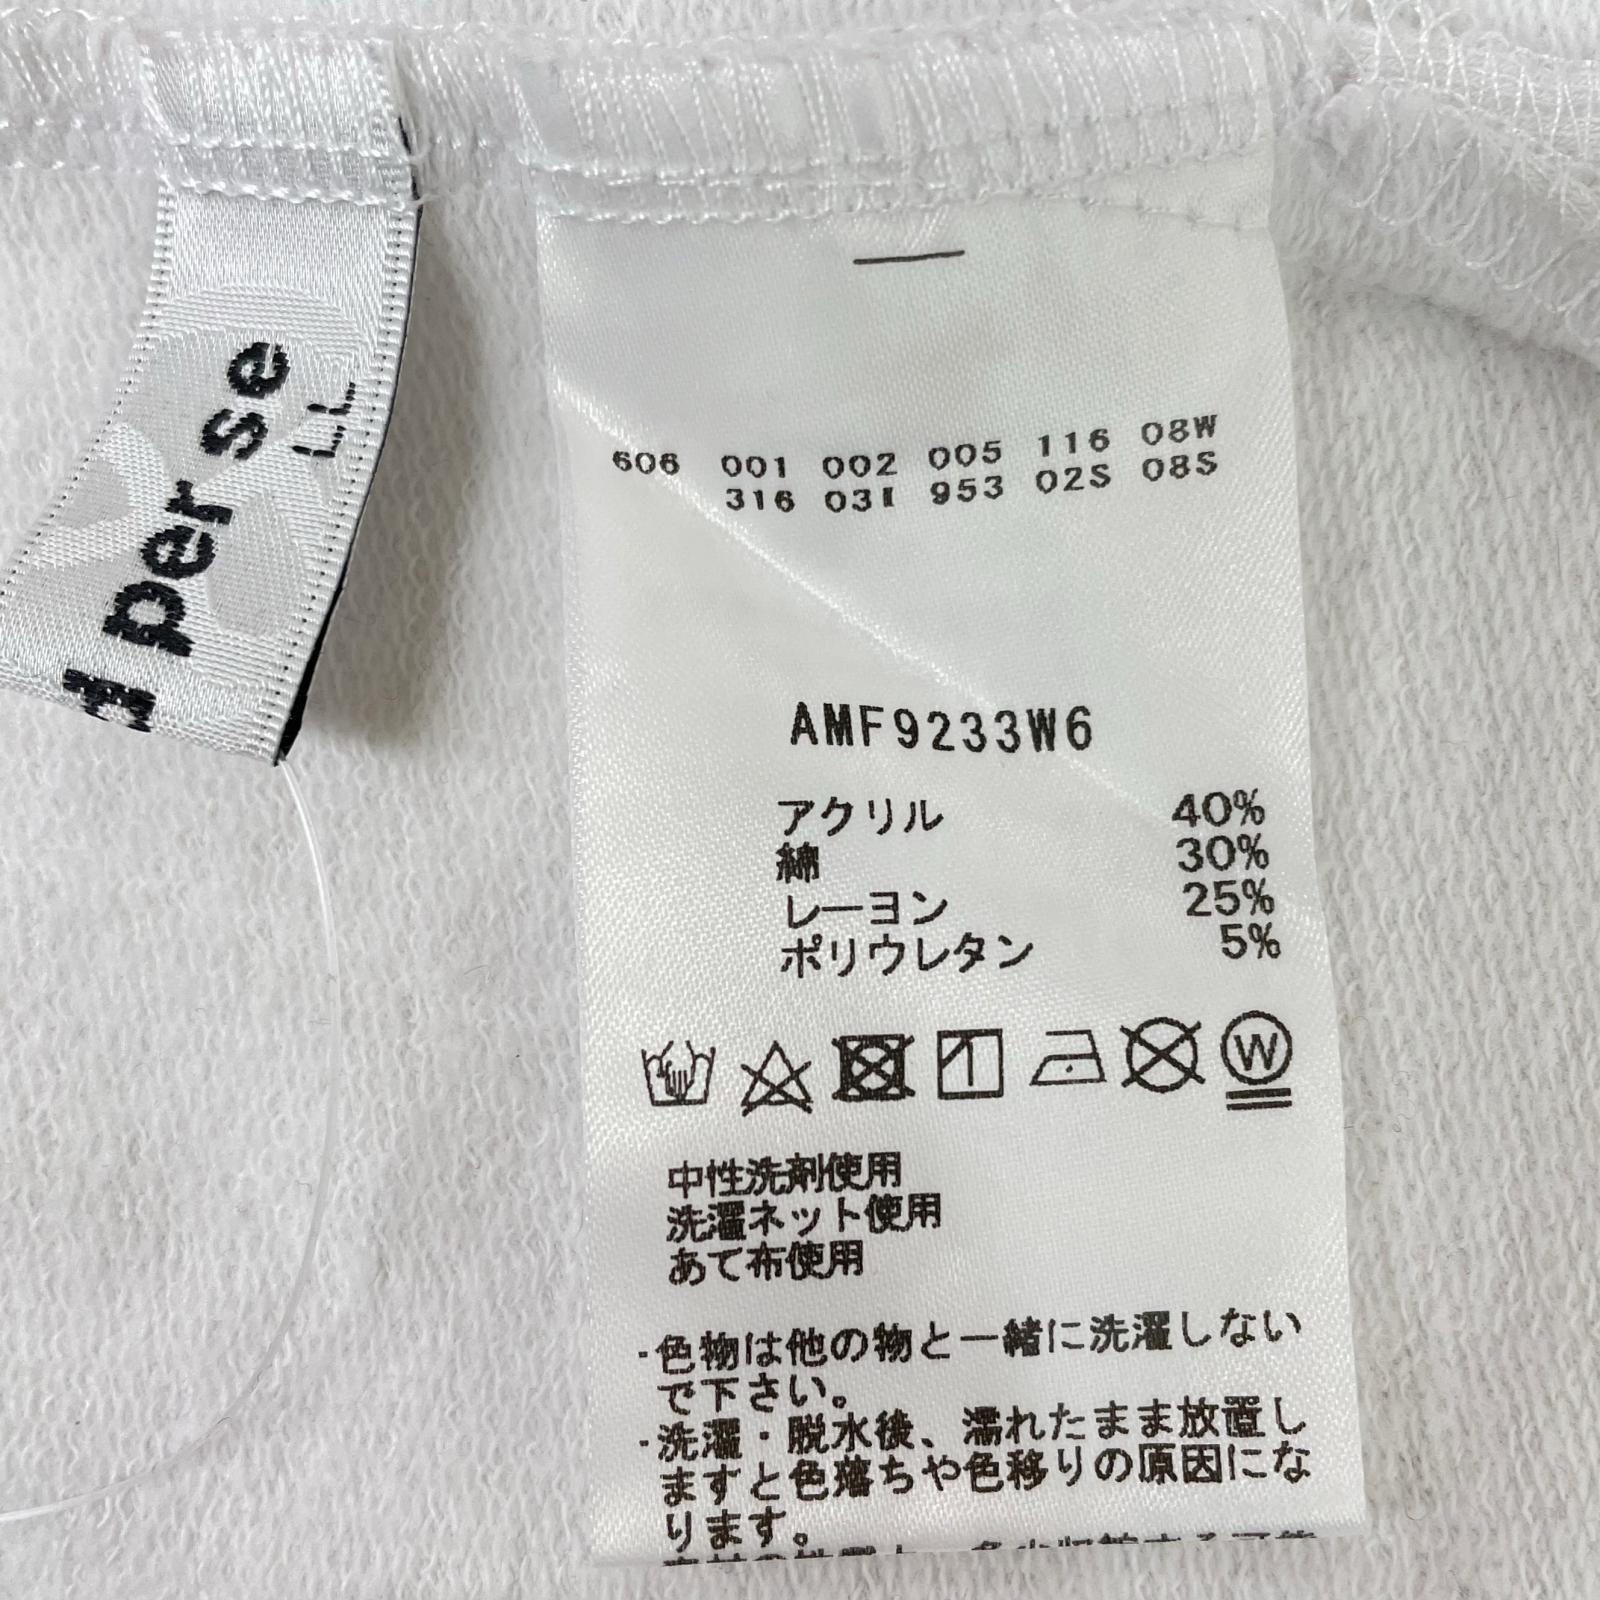 d per se
LL
606 001 002 005 116 08W
316 03I 953 02S 08S
AMF9233W6
アクリル 40%
綿 30%
レーヨン 25%
ポリウレタン 5%
W
中性洗剤使用
洗濯ネット使用
あて布使用
・色物は他の物と一緒に洗濯しない
で下さい。
・洗濯・脱水後、濡れたまま放置し
ますと色落ちや色移りの原因にな
ります。